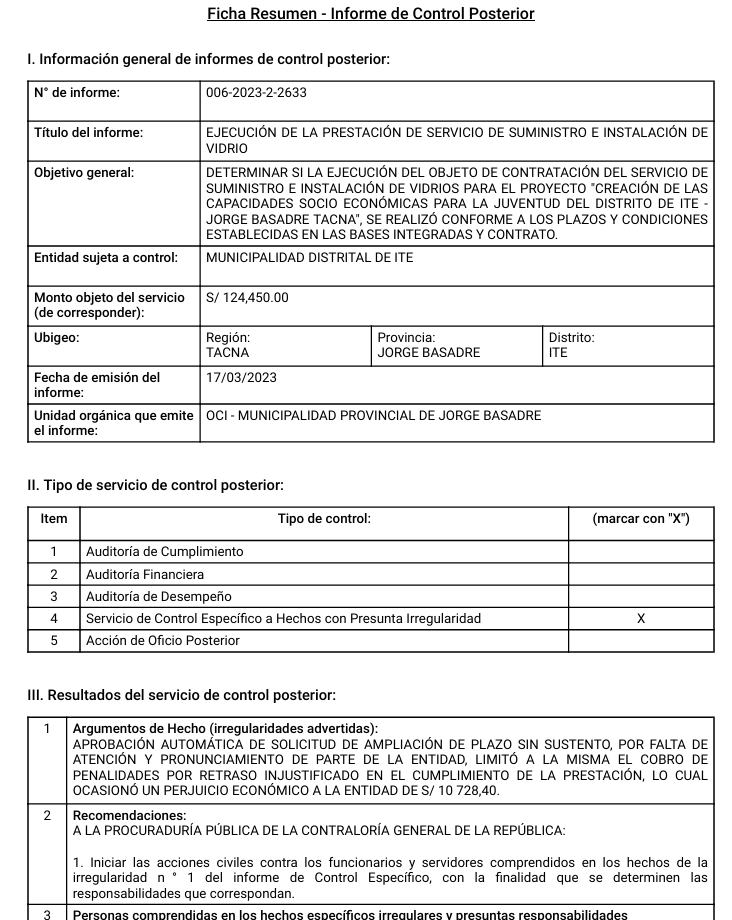 Ficha Resumen - Informe de Control Posterior
I. Información general de informes de control posterior:
N° de informe:
006-2023-2-2633
Título del informe:
EJECUCIÓN DE LA PRESTACIÓN DE SERVICIO DE SUMINISTRO E INSTALACIÓN DE
VIDRIO
Objetivo general:
DETERMINAR SI LA EJECUCIÓN DEL OBJETO DE CONTRATACIÓN DEL SERVICIO DE
SUMINISTRO E INSTALACIÓN DE VIDRIOS PARA EL PROYECTO "CREACIÓN DE LAS
CAPACIDADES SOCIO ECONÓMICAS PARA LA JUVENTUD DEL DISTRITO DE ITE -
JORGE BASADRE TACNA", SE REALIZÓ CONFORME A LOS PLAZOS Y CONDICIONES
ESTABLECIDAS EN LAS BASES INTEGRADAS Y CONTRATO.
Entidad sujeta a control:
MUNICIPALIDAD DISTRITAL DE ITE
Monto objeto del servicio
(de corresponder):
S/ 124,450.00
Ubigeo:
Región:
TACNA
Provincia:
JORGE BASADRE
Distrito:
ITE
Fecha de emisión del
informe:
17/03/2023
Unidad orgánica que emite
el informe:
OCI - MUNICIPALIDAD PROVINCIAL DE JORGE BASADRE
II. Tipo de servicio de control posterior:
Item
Tipo de control:
(marcar con "X")
1
Auditoría de Cumplimiento
2
Auditoría Financiera
3
Auditoría de Desempeño
4
Servicio de Control Específico a Hechos con Presunta Irregularidad
X
5
Acción de Oficio Posterior
III. Resultados del servicio de control posterior:
1
Argumentos de Hecho (irregularidades advertidas):
APROBACIÓN AUTOMÁTICA DE SOLICITUD DE AMPLIACIÓN DE PLAZO SIN SUSTENTO, POR FALTA DE
ATENCIÓN Y PRONUNCIAMIENTO DE PARTE DE LA ENTIDAD, LIMITÓ A LA MISMA EL COBRO DE
PENALIDADES POR RETRASO INJUSTIFICADO EN EL CUMPLIMIENTO DE LA PRESTACIÓN, LO CUAL
OCASIONÓ UN PERJUICIO ECONÓMICO A LA ENTIDAD DE S/ 10 728,40.
2
Recomendaciones:
A LA PROCURADURÍA PÚBLICA DE LA CONTRALORÍA GENERAL DE LA REPÚBLICA:
1. Iniciar las acciones civiles contra los funcionarios y servidores comprendidos en los hechos de la
irregularidad n ° 1 del informe de Control Específico, con la finalidad que se determinen las
responsabilidades que correspondan.
3
Personas comprendidas en los hechos específicos irregulares y presuntas responsabilidades